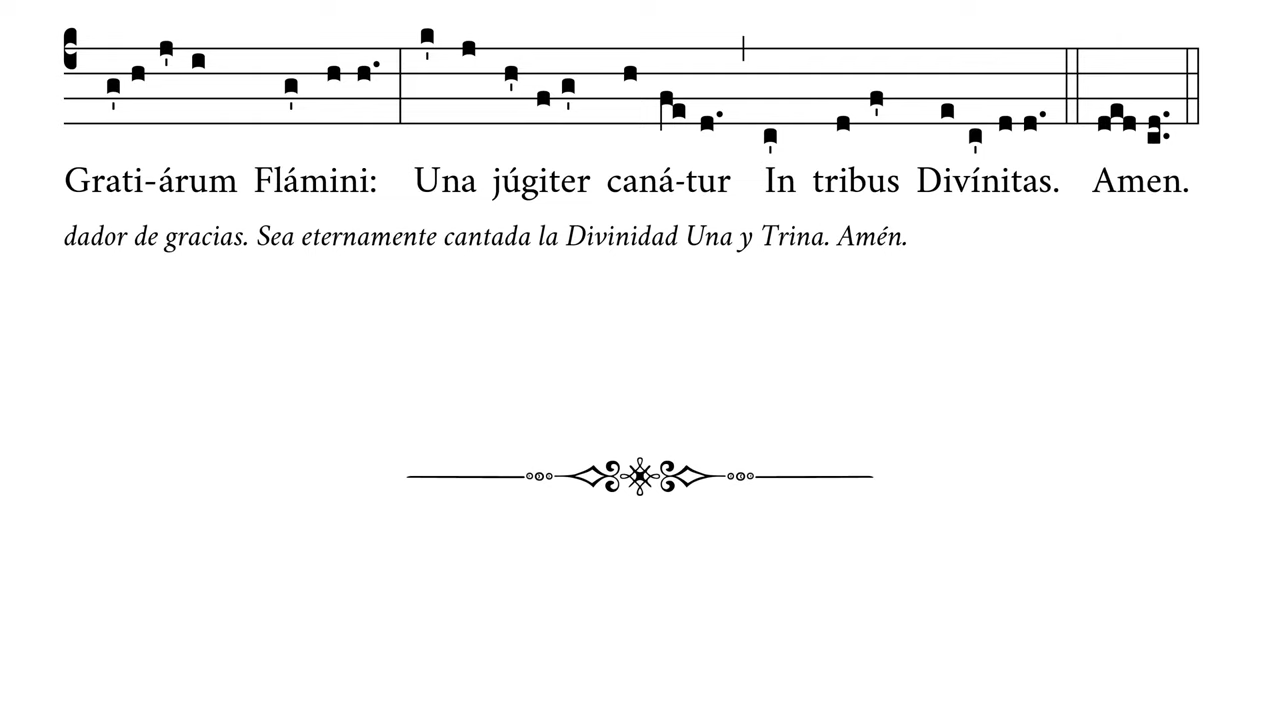 Grati-árum Flámini: Una júgiter caná-tur In tribus Divínitas. Amen.
dador de gracias. Sea eternamente cantada la Divinidad Una y Trina. Amén.